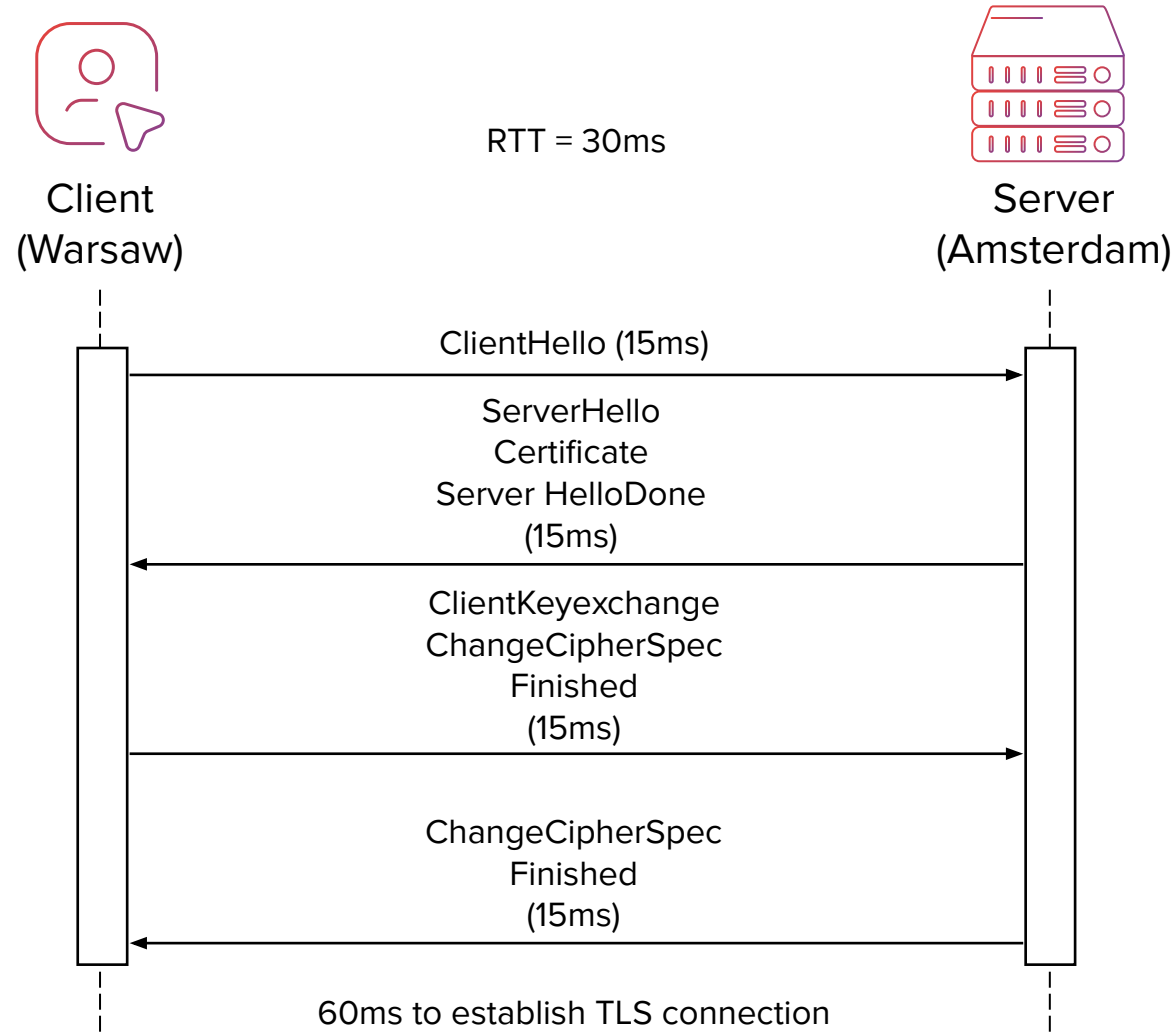 RTT = 30ms
Client
(Warsaw)
Server
(Amsterdam)
ClientHello (15ms)
ServerHello
Certificate
Server HelloDone
(15ms)
ClientKeyexchange
ChangeCipherSpec
Finished
(15ms)
ChangeCipherSpec
Finished
(15ms)
60ms to establish TLS connection